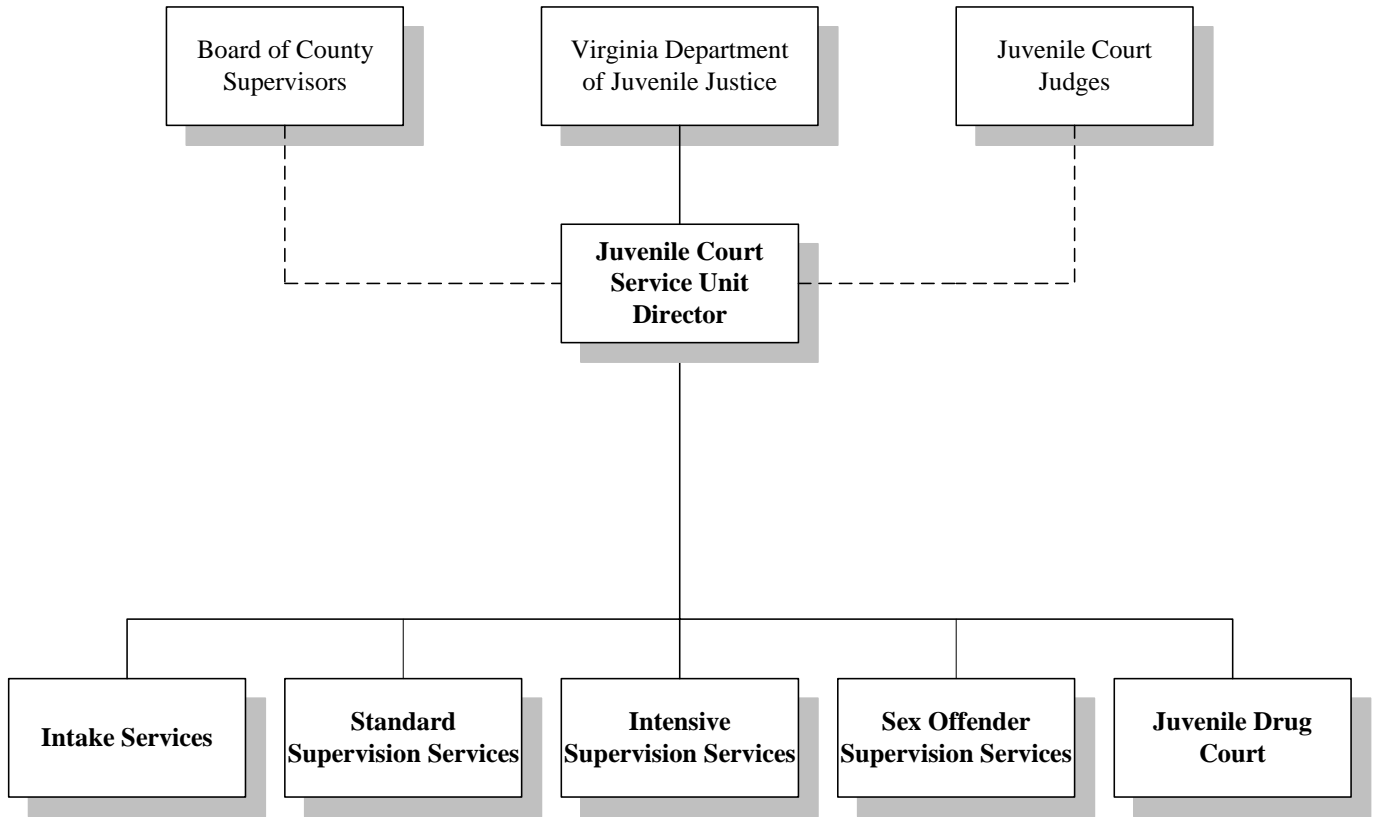 Board of County
Supervisors
Virginia Department
of Juvenile Justice
Juvenile Court
Judges
Juvenile Court
Service Unit
Director
Intake Services
Standard
Supervision Services
Intensive
Supervision Services
Sex Offender
Supervision Services
Juvenile Drug
Court